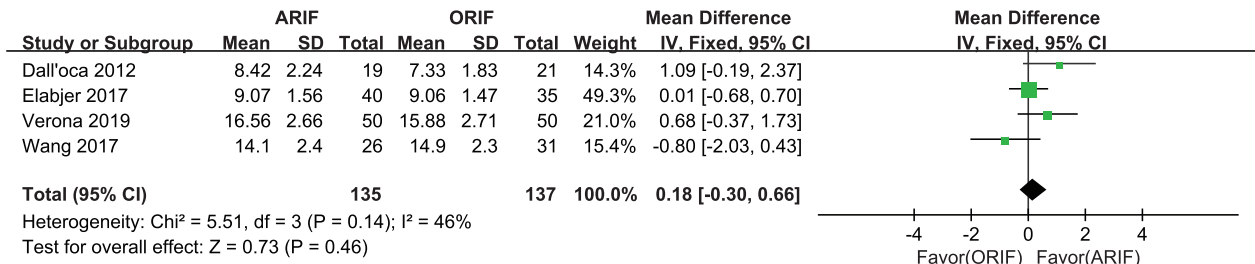 ARIF ORIF Mean Difference Mean Difference
Study or Subgroup Mean SD Total Mean SD Total Weight IV, Fixed, 95% CI IV, Fixed, 95% CI
Dall'oca 2012 8.42 2.24 19 7.33 1.83 21 14.3% 1.09 [-0.19, 2.37]
Elabjer 2017 9.07 1.56 40 9.06 1.47 35 49.3% 0.01 [-0.68, 0.70]
Verona 2019 16.56 2.66 50 15.88 2.71 50 21.0% 0.68 [-0.37, 1.73]
Wang 2017 14.1 2.4 26 14.9 2.3 31 15.4% -0.80 [-2.03, 0.43]
Total (95% CI) 135 137 100.0% 0.18 [-0.30, 0.66]
Heterogeneity: Chi² = 5.51, df = 3 (P = 0.14); I² = 46%
Test for overall effect: Z = 0.73 (P = 0.46)
-4 -2 0 2 4
Favor(ORIF) Favor(ARIF)